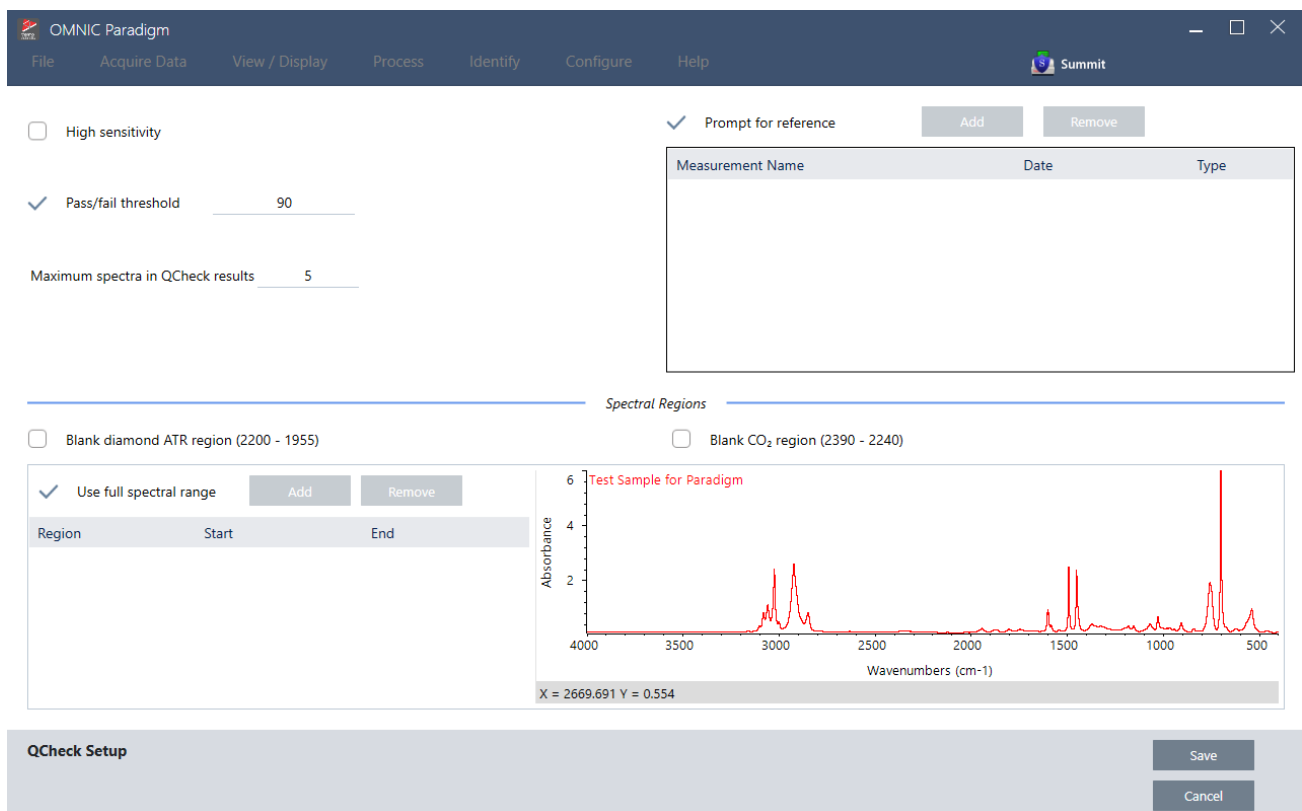 OMNIC Paradigm
File Acquire Data View / Display Process Identify Configure Help Summit
High sensitivity
Pass/fail threshold 90
Maximum spectra in QCheck results 5
Prompt for reference Add Remove
Measurement Name Date Type
Spectral Regions
Blank diamond ATR region (2200 - 1955)
Blank CO₂ region (2390 - 2240)
Use full spectral range Add Remove
Region Start End
Test Sample for Paradigm
Absorbance
6
4
2
4000 3500 3000 2500 2000 1500 1000 500
Wavenumbers (cm-1)
X = 2669.691 Y = 0.554
QCheck Setup
Save
Cancel